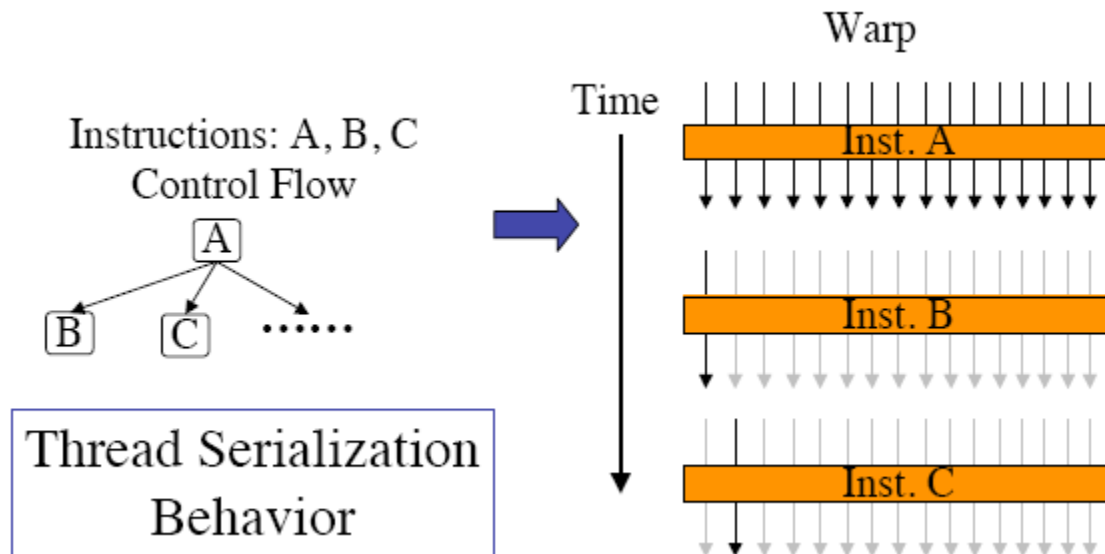 Instructions: A, B, C
Control Flow
A
B
C
......
Thread Serialization
Behavior
Warp
Time
Inst. A
Inst. B
Inst. C